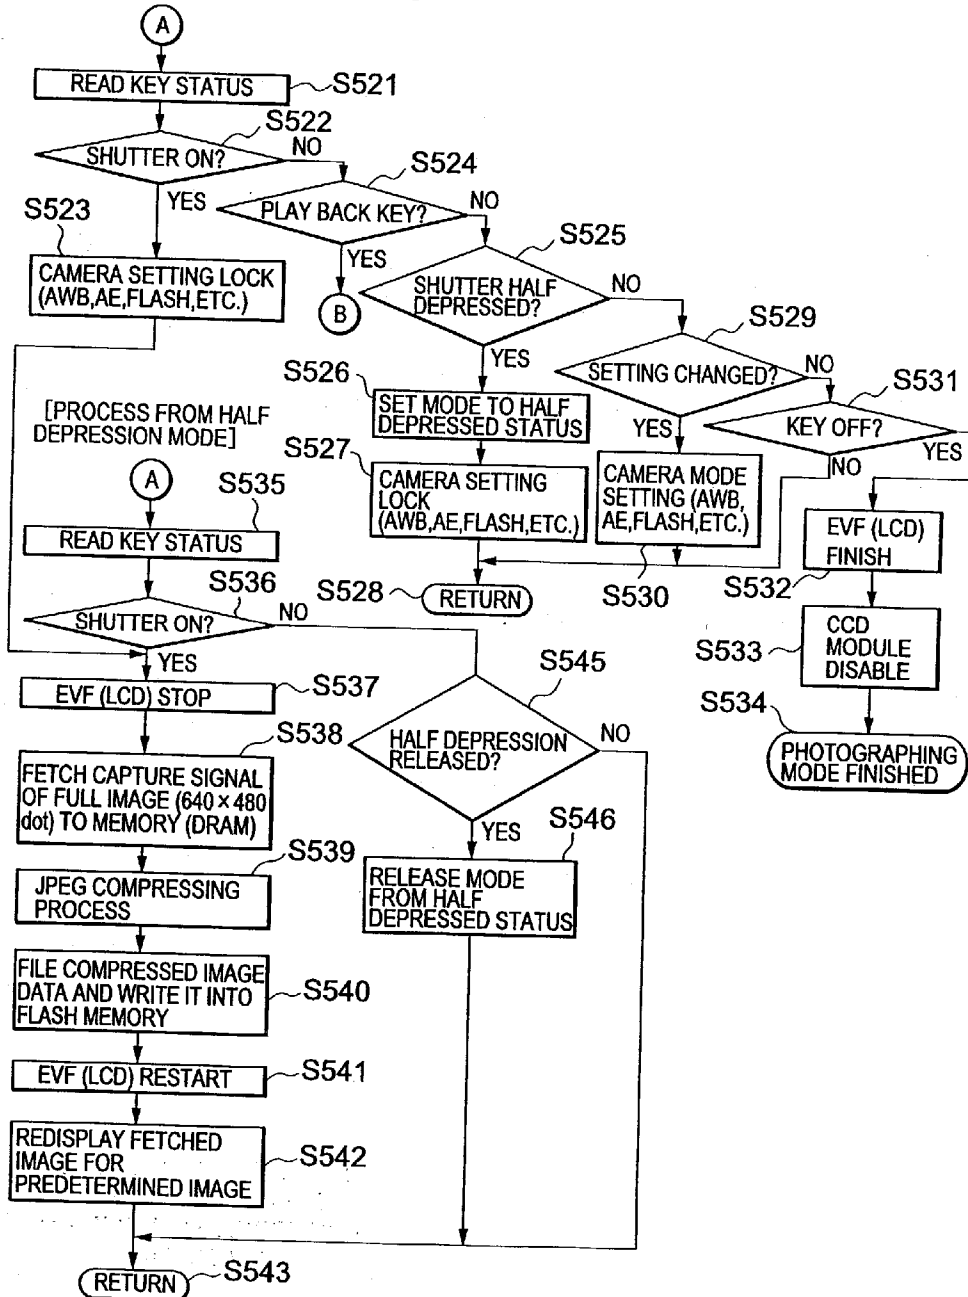 A
READ KEY STATUS
S521
S522
SHUTTER ON?
NO
YES
S523
CAMERA SETTING LOCK
(AWB,AE,FLASH,ETC.)
S524
PLAY BACK KEY?
NO
YES
B
S525
SHUTTER HALF
DEPRESSED?
NO
YES
S526
SET MODE TO HALF
DEPRESSED STATUS
S527
CAMERA SETTING
LOCK
(AWB,AE,FLASH,ETC.)
S528
RETURN
S529
SETTING CHANGED?
NO
YES
CAMERA MODE
SETTING (AWB,
AE,FLASH,ETC.)
S530
S531
KEY OFF?
NO
YES
EVF (LCD)
FINISH
S532
S533
CCD
MODULE
DISABLE
S534
PHOTOGRAPHING
MODE FINISHED
[PROCESS FROM HALF
DEPRESSION MODE]
A
S535
READ KEY STATUS
S536
SHUTTER ON?
NO
YES
EVF (LCD) STOP
S537
S538
FETCH CAPTURE SIGNAL
OF FULL IMAGE (640×480
dot) TO MEMORY (DRAM)
S539
JPEG COMPRESSING
PROCESS
FILE COMPRESSED IMAGE
DATA AND WRITE IT INTO
FLASH MEMORY
S540
EVF (LCD) RESTART
S541
REDISPLAY FETCHED
IMAGE FOR
PREDETERMINED IMAGE
S542
RETURN
S543
S545
HALF DEPRESSION
RELEASED?
NO
YES
S546
RELEASE MODE
FROM HALF
DEPRESSED STATUS